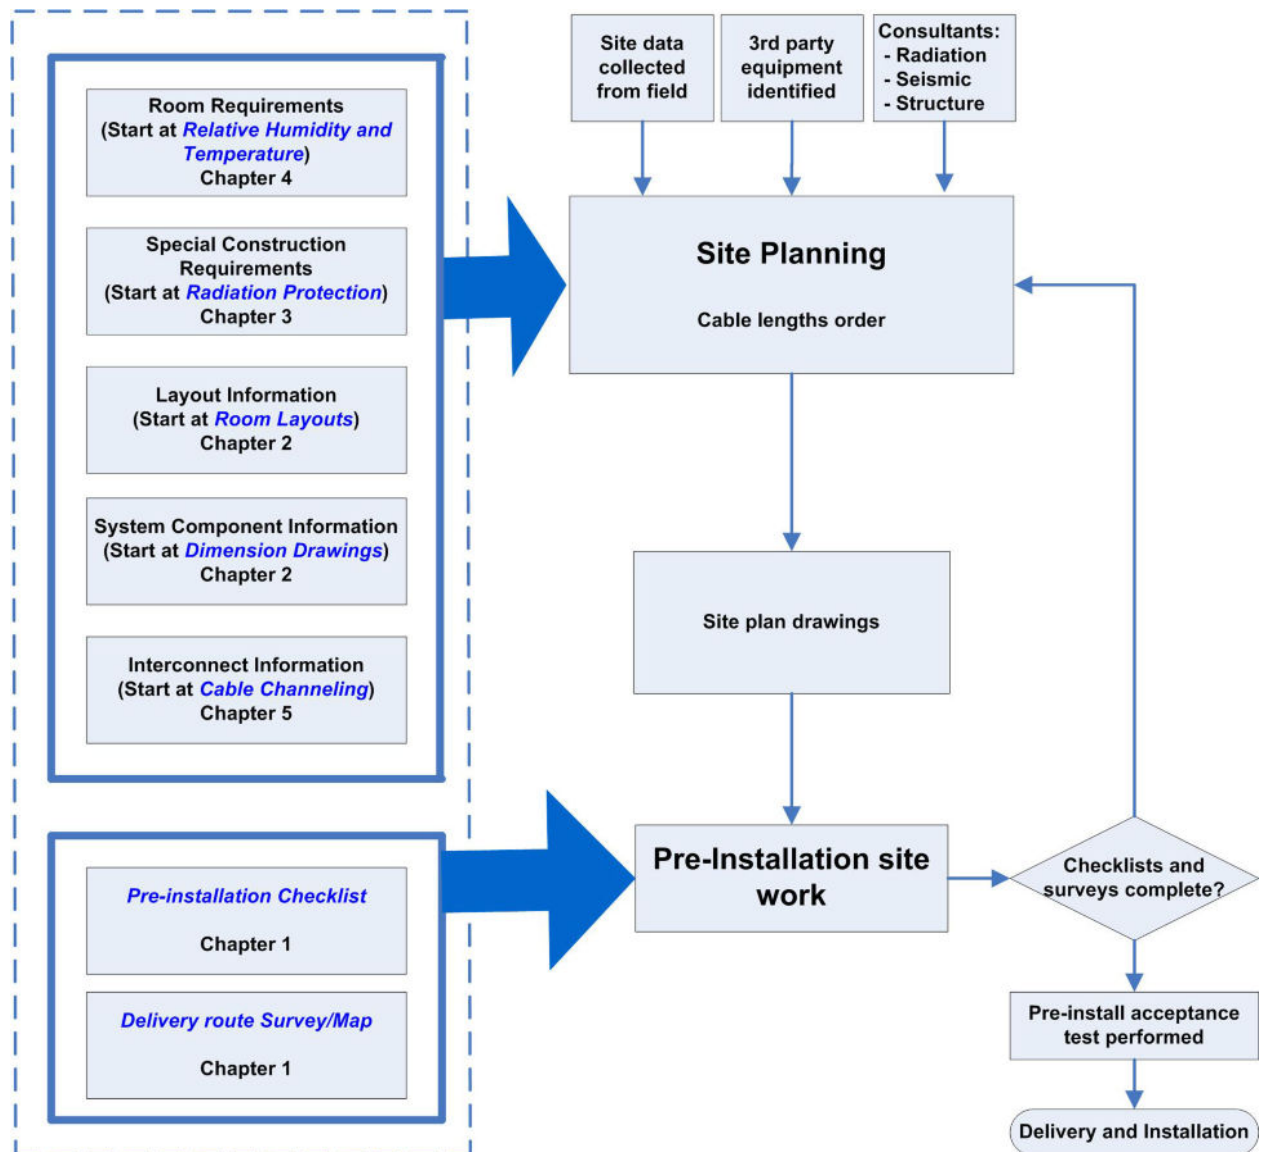 Room Requirements
(Start at Relative Humidity and
Temperature)
Chapter 4
Special Construction
Requirements
(Start at Radiation Protection)
Chapter 3
Layout Information
(Start at Room Layouts)
Chapter 2
System Component Information
(Start at Dimension Drawings)
Chapter 2
Interconnect Information
(Start at Cable Channeling)
Chapter 5
Pre-installation Checklist
Chapter 1
Delivery route Survey/Map
Chapter 1
Site data
collected
from field
3rd party
equipment
identified
Consultants:
- Radiation
- Seismic
- Structure
Site Planning
Cable lengths order
Site plan drawings
Pre-Installation site
work
Checklists and
surveys complete?
Pre-install acceptance
test performed
Delivery and Installation